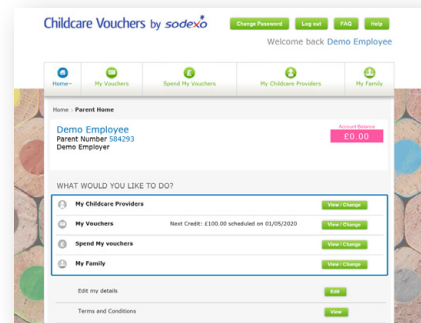 Childcare Vouchers by sodexo
Change Password Log out FAQ Help
Welcome back Demo Employee
Home My Vouchers Spend My Vouchers My Childcare Providers My Family
Home > Parent Home
Demo Employee
Parent Number 584293
Demo Employer
Account Balance
£0.00
WHAT WOULD YOU LIKE TO DO?
My Childcare Providers View / Change
My Vouchers Next Credit: £100.00 scheduled on 01/05/2020 View / Change
£ Spend My vouchers View / Change
My Family View / Change
Edit my details Edit
Terms and Conditions View